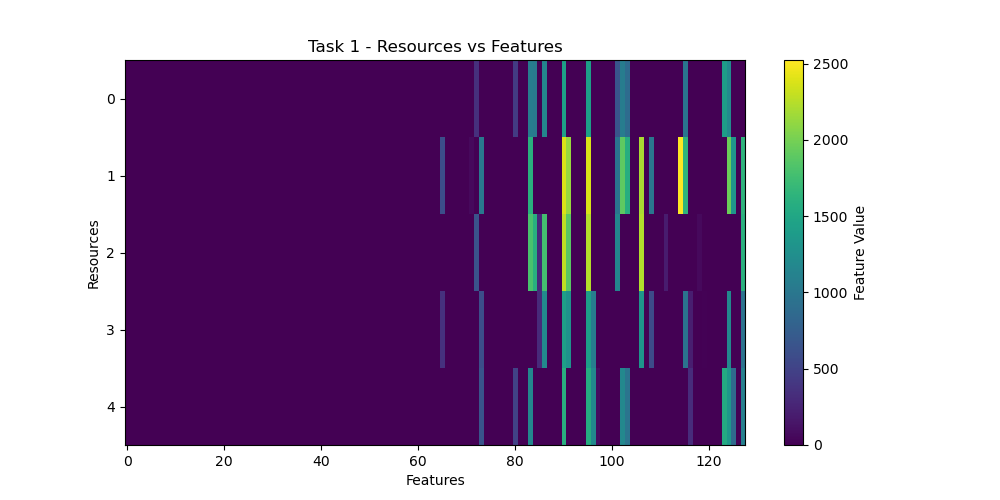 Task 1 - Resources vs Features
Resources
0
1
2
3
4
0 20 40 60 80 100 120
Features
2500
2000
1500
1000
500
0
Feature Value